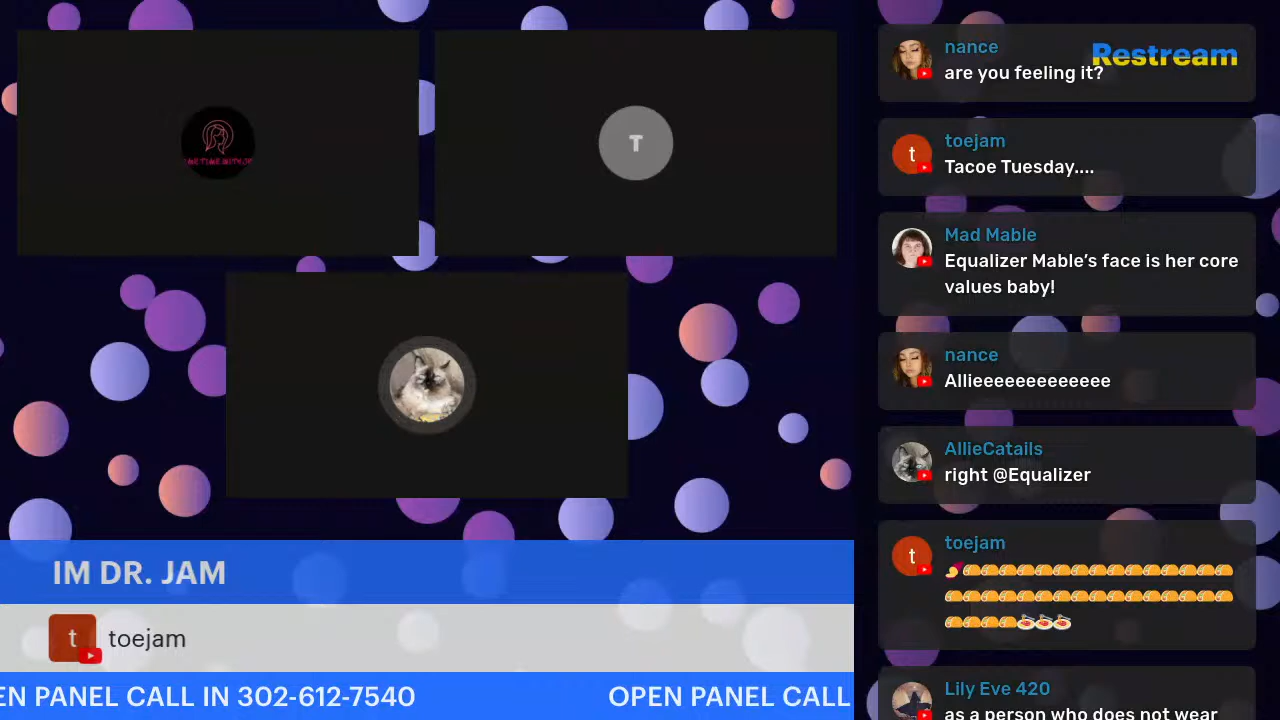 T
IM DR. JAM
t toejam
EN PANEL CALL IN 302-612-7540 OPEN PANEL CALL
Restream
nance
are you feeling it?
t
toejam
Tacoe Tuesday....
Mad Mable
Equalizer Mable’s face is her core
values baby!
nance
Allieeeeeeeeeeeee
AllieCatails
right @Equalizer
t
toejam
🍤🌮🌮🌮🌮🌮🌮🌮🌮🌮🌮🌮🌮🌮🌮🌮
🌮🌮🌮🌮🌮🌮🌮🌮🌮🌮🌮🌮🌮🌮🌮🌮
🌮🌮🌮🌮🍝🍝🍝
Lily Eve 420
as a person who does not wear